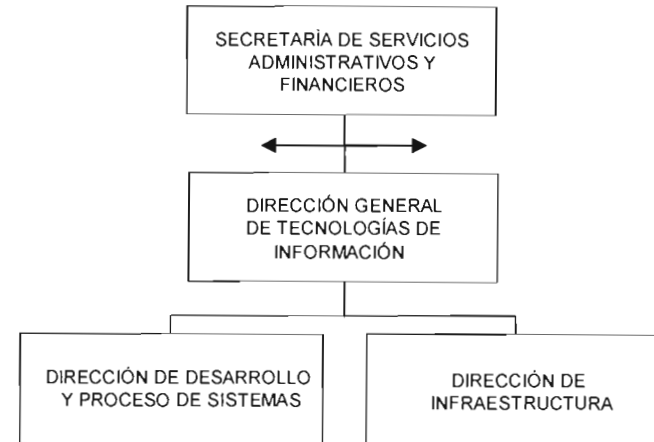 SECRETARÌA DE SERVICIOS
ADMINISTRATIVOS Y
FINANCIEROS
DIRECCIÓN GENERAL
DE TECNOLOGÍAS DE
INFORMACIÓN
DIRECCIÓN DE DESARROLLO
Y PROCESO DE SISTEMAS
DIRECCIÓN DE
INFRAESTRUCTURA